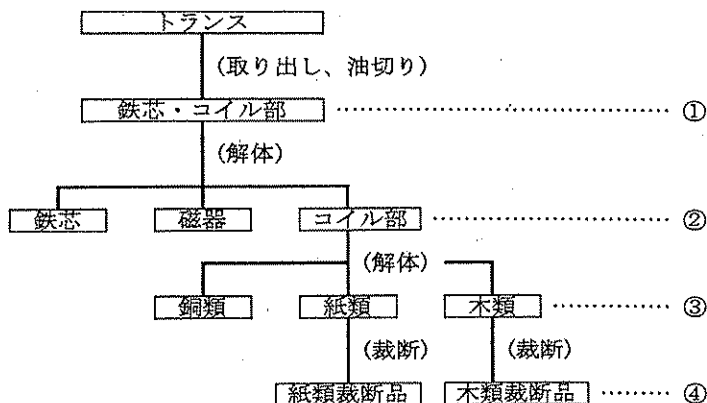 トランス
(取り出し、油切り)
鉄芯・コイル部 ①
(解体)
鉄芯 磁器 コイル部 ②
(解体)
銅類 紙類 木類 ③
(裁断) (裁断)
紙類裁断品 木類裁断品 ④